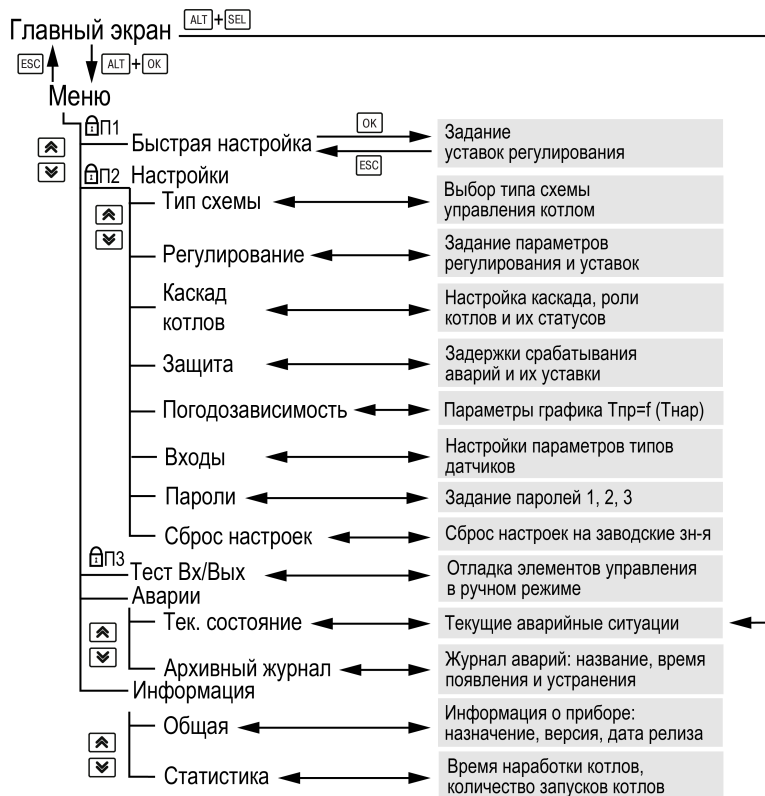 Главный экран ALT + SEL
ESC ALT + OK
Меню
П1
Быстрая настройка
OK
ESC
Задание
уставок регулирования
П2 Настройки
Тип схемы
Выбор типа схемы
управления котлом
Регулирование
Задание параметров
регулирования и уставок
Каскад
котлов
Настройка каскада, роли
котлов и их статусов
Защита
Задержки срабатывания
аварий и их уставки
Погодозависимость
Параметры графика Тпр=f (Тнар)
Входы
Настройки параметров типов
датчиков
Пароли
Задание паролей 1, 2, 3
Сброс настроек
Сброс настроек на заводские зн-я
П3
Тест Вх/Вых
Отладка элементов управления
в ручном режиме
Аварии
Тек. состояние
Текущие аварийные ситуации
Архивный журнал
Журнал аварий: название, время
появления и устранения
Информация
Общая
Информация о приборе:
назначение, версия, дата релиза
Статистика
Время наработки котлов,
количество запусков котлов